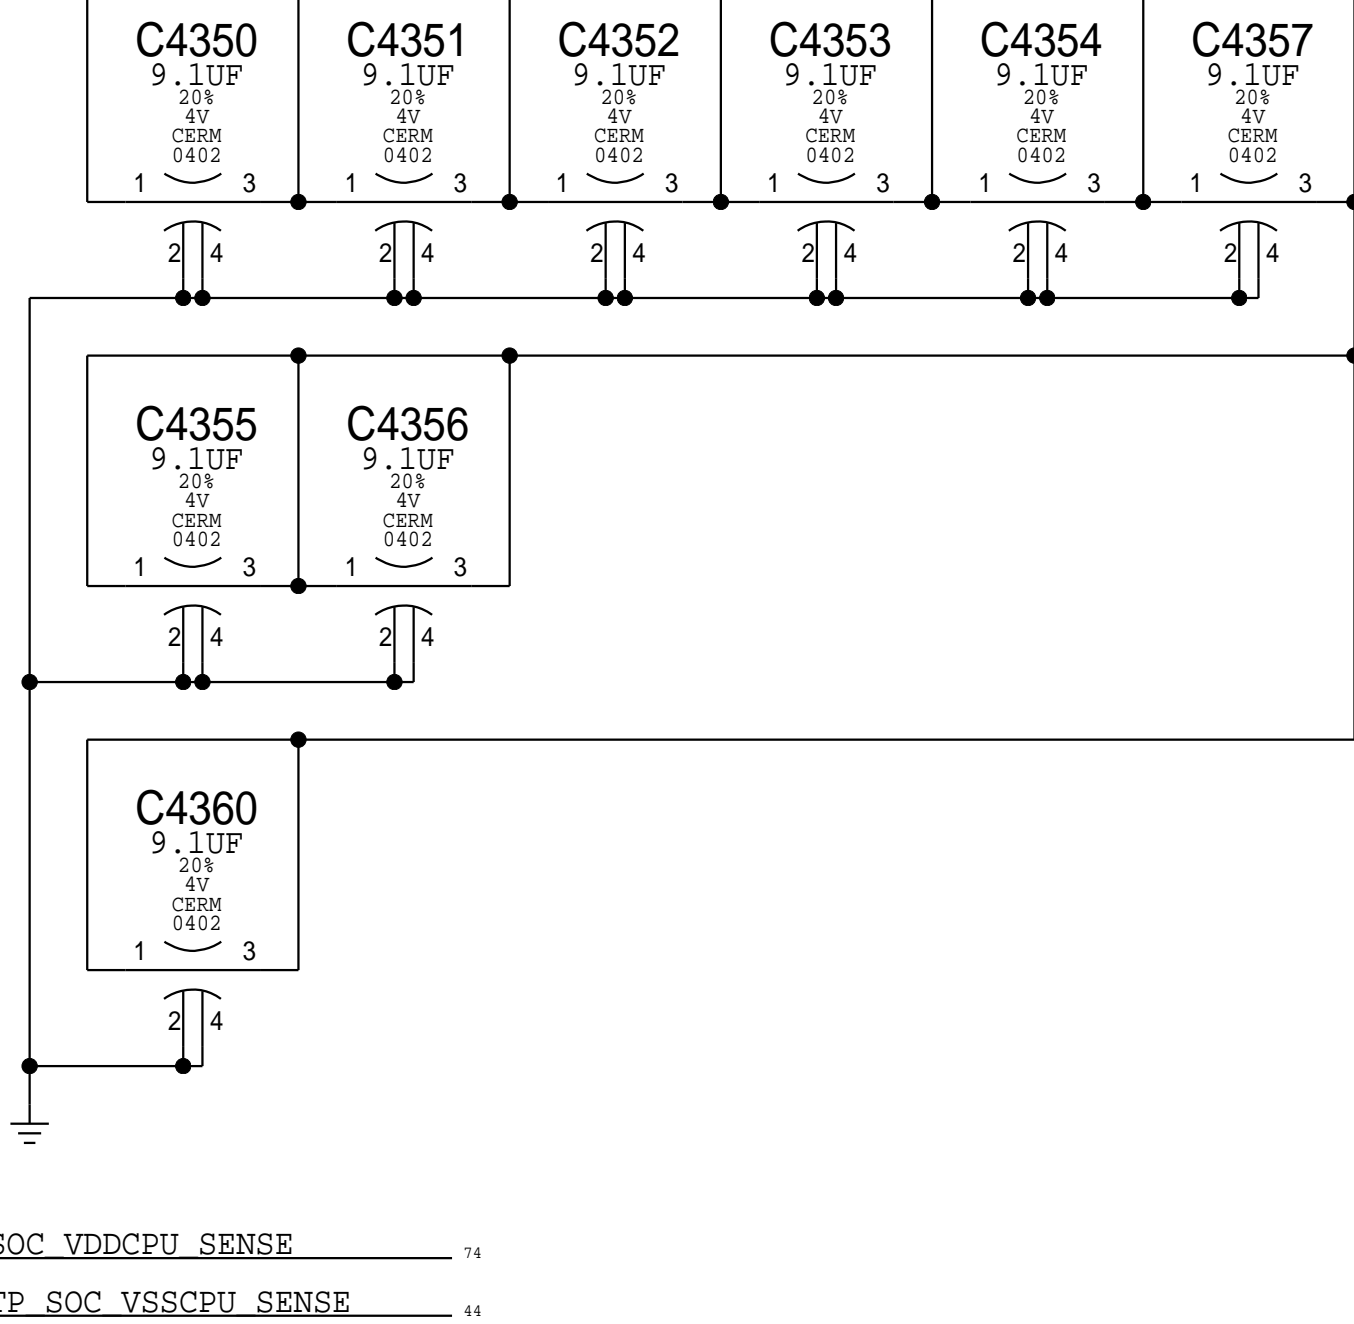 C4350 C4351 C4352 C4353 C4354 C4357
9.1UF 9.1UF 9.1UF 9.1UF 9.1UF 9.1UF
20% 20% 20% 20% 20% 20%
4V 4V 4V 4V 4V 4V
CERM CERM CERM CERM CERM CERM
0402 0402 0402 0402 0402 0402
1 3 1 3 1 3 1 3 1 3 1 3
2 4 2 4 2 4 2 4 2 4 2 4
C4355 C4356
9.1UF 9.1UF
20% 20%
4V 4V
CERM CERM
0402 0402
1 3 1 3
2 4 2 4
C4360
9.1UF
20%
4V
CERM
0402
1 3
2 4
SOC_VDDCPU_SENSE 74
TP_SOC_VSSCPU_SENSE 44